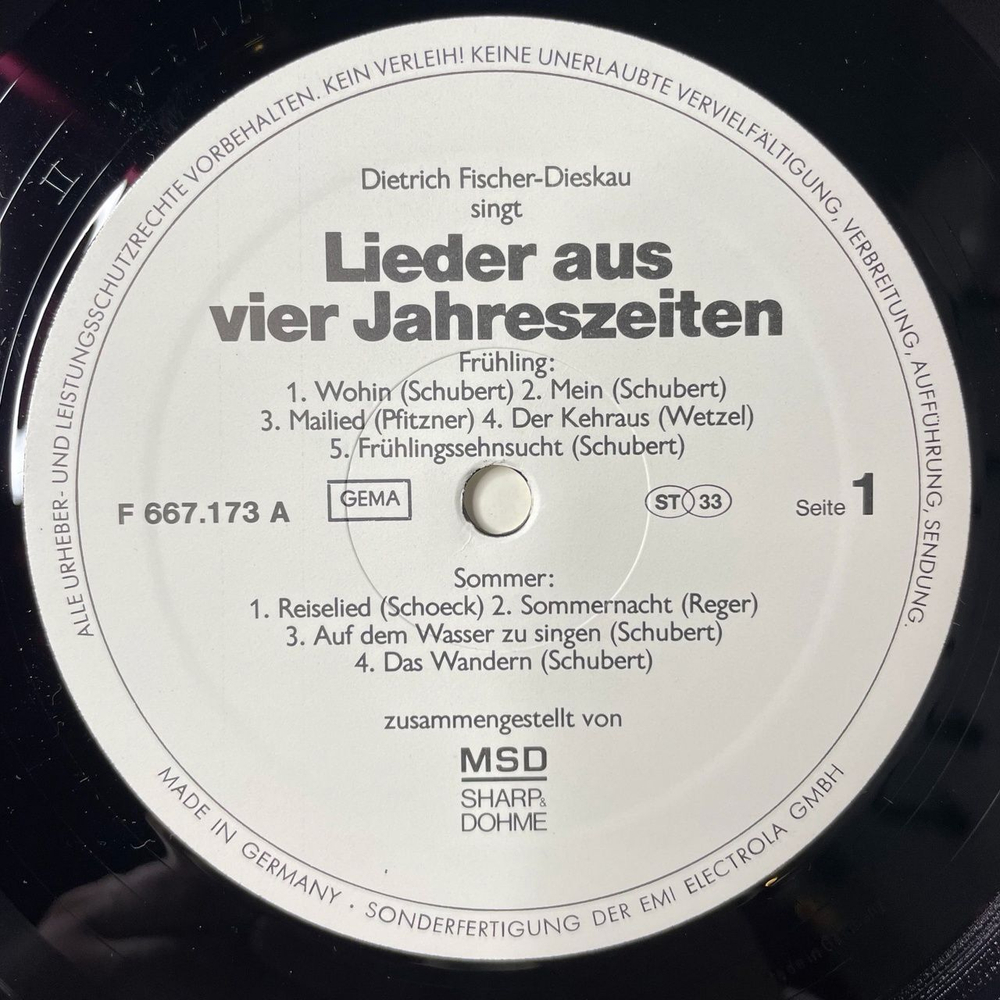 ALLE URHEBER- UND LEISTUNGSSCHUTZRECHTE VORBEHALTEN. KEIN VERLEIH! KEINE UNERLAUBTE VERVIELFÄLTIGUNG, VERBREITUNG, AUFFÜHRUNG, SENDUNG.
Dietrich Fischer-Dieskau
singt
Lieder aus
vier Jahreszeiten
Frühling:
1. Wohin (Schubert) 2. Mein (Schubert)
3. Mailied (Pfitzner) 4. Der Kehraus (Wetzel)
5. Frühlingssehnsucht (Schubert)
F 667.173 A GEMA ST 33 Seite 1
Sommer:
1. Reiselied (Schoeck) 2. Sommernacht (Reger)
3. Auf dem Wasser zu singen (Schubert)
4. Das Wandern (Schubert)
zusammengestellt von
MSD
SHARP&
DOHME
MADE IN GERMANY · SONDERFERTIGUNG DER EMI ELECTROLA GMBH